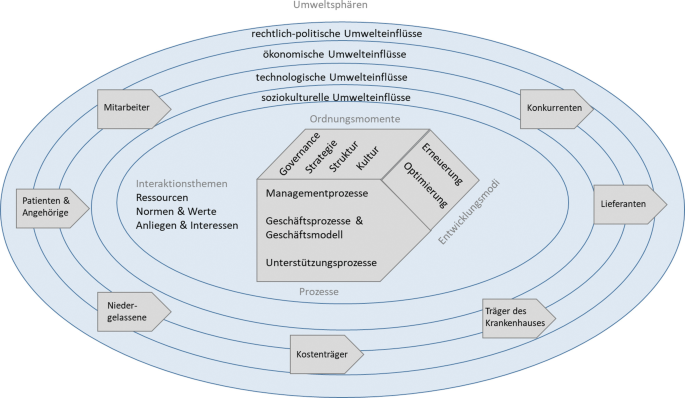 Umweltsphären
rechtlich-politische Umwelteinflüsse
ökonomische Umwelteinflüsse
technologische Umwelteinflüsse
soziokulturelle Umwelteinflüsse
Mitarbeiter
Konkurrenten
Ordnungsmomente
Governance
Strategie
Struktur
Kultur
Erneuerung
Optimierung
Entwicklungsmodi
Interaktionsthemen
Ressourcen
Normen & Werte
Anliegen & Interessen
Managementprozesse
Geschäftsprozesse &
Geschäftsmodell
Unterstützungsprozesse
Prozesse
Patienten &
Angehörige
Lieferanten
Nieder-
gelassene
Träger des
Krankenhauses
Kostenträger